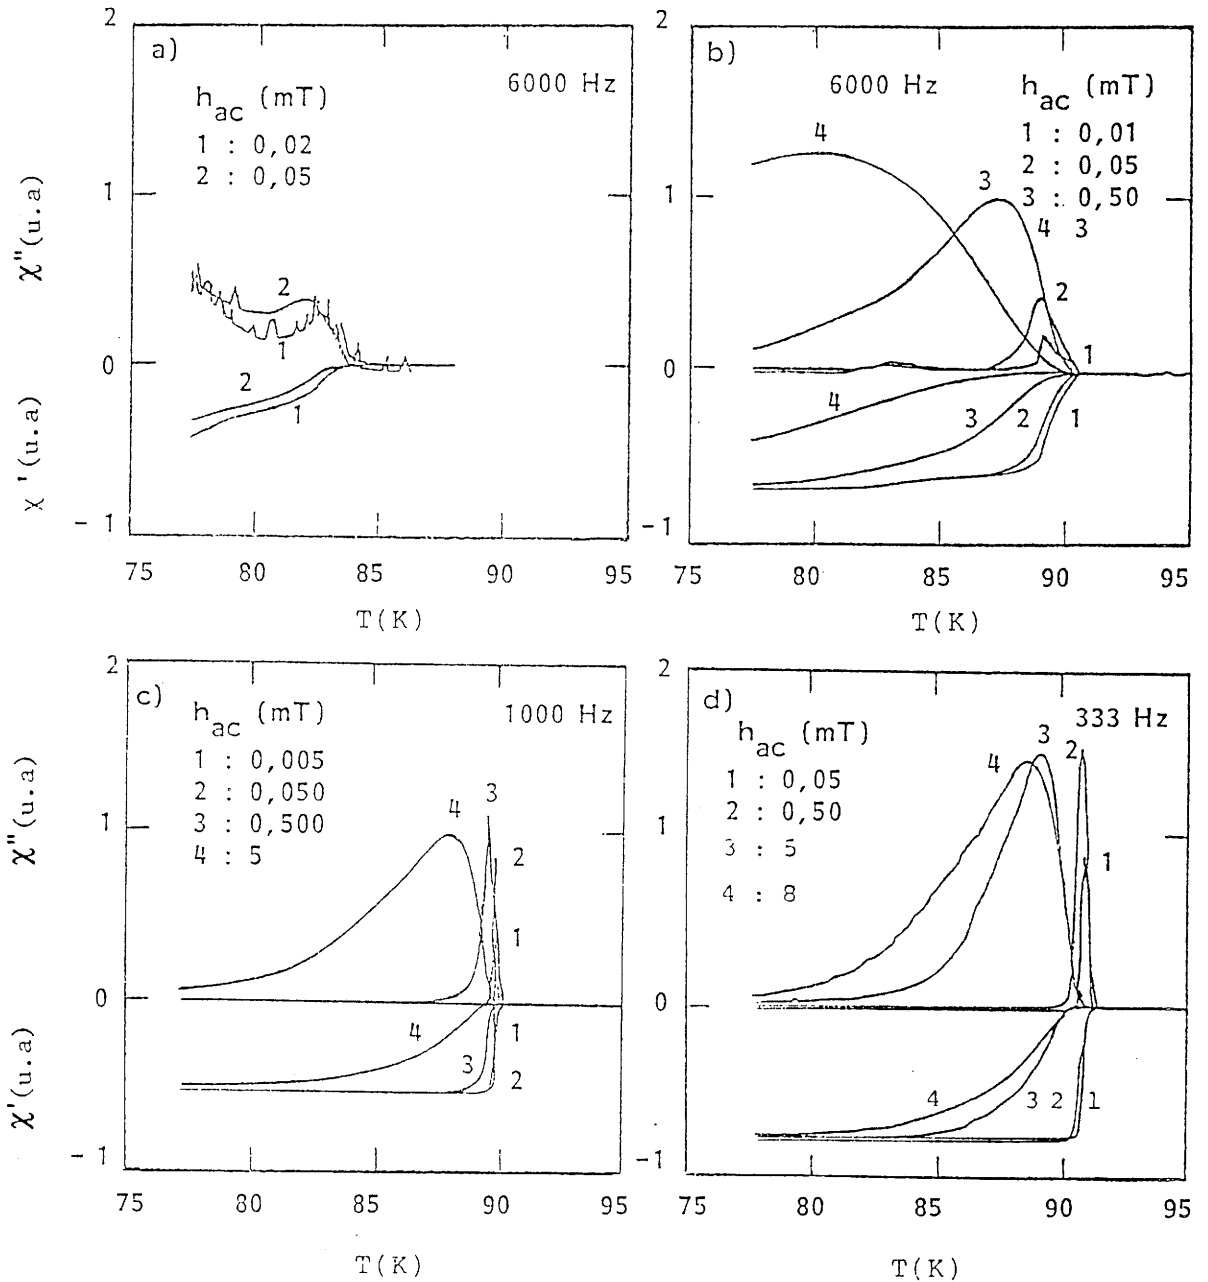 2
a)
6000 Hz
h_ac (mT)
1 : 0,02
2 : 0,05
1
0
-1
2
1
2
1
χ"(u.a)
χ'(u.a)
75 80 85 90 95
T(K)
2
b)
6000 Hz
h_ac (mT)
1 : 0,01
2 : 0,05
3 : 0,50
4 3
1
0
-1
4
3
2
1
4
3
2
1
75 80 85 90 95
T(K)
2
c)
1000 Hz
h_ac (mT)
1 : 0,005
2 : 0,050
3 : 0,500
4 : 5
1
0
-1
4
3
2
1
4
3
1
2
χ"(u.a)
χ'(u.a)
75 80 85 90 95
T(K)
2
d)
333 Hz
h_ac (mT)
1 : 0,05
2 : 0,50
3 : 5
4 : 8
1
0
-1
4
3
2
1
4
3 2 1
75 80 85 90 95
T(K)